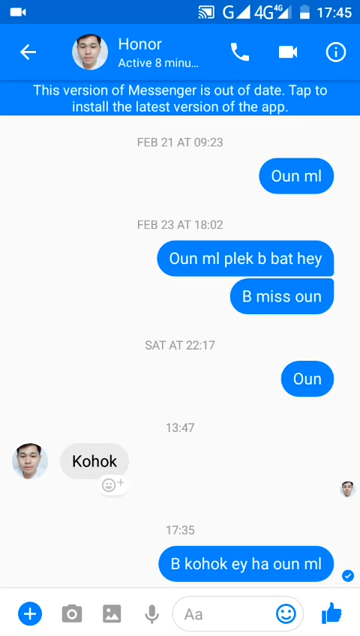 G 4G 4G 17:45
Honor
Active 8 minu...
This version of Messenger is out of date. Tap to
install the latest version of the app.
FEB 21 AT 09:23
Oun ml
FEB 23 AT 18:02
Oun ml plek b bat hey
B miss oun
SAT AT 22:17
Oun
13:47
Kohok
17:35
B kohok ey ha oun ml
Aa